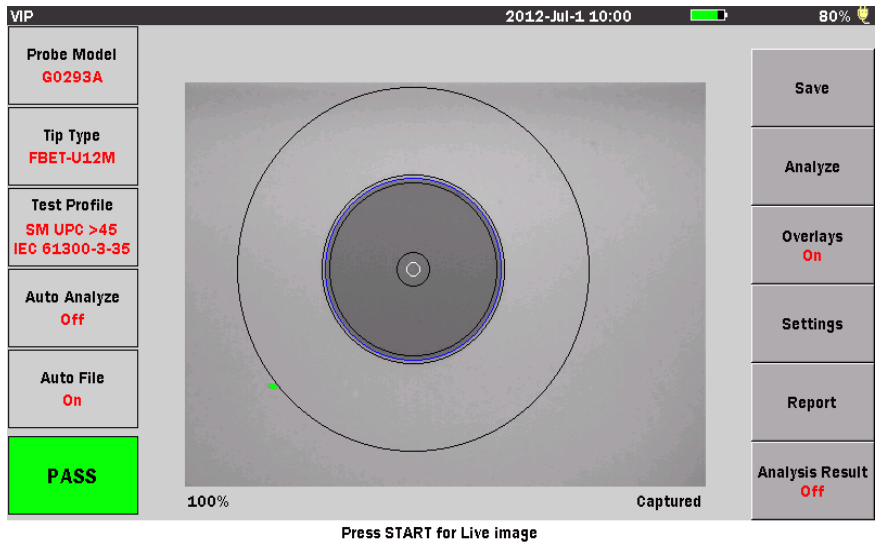 VIP 2012-Jul-1 10:00 80%
Probe Model
G0293A
Tip Type
FBET-U12M
Test Profile
SM UPC >45
IEC 61300-3-35
Auto Analyze
Off
Auto File
On
PASS
100% Captured
Save
Analyze
Overlays
On
Settings
Report
Analysis Result
Off
Press START for Live image